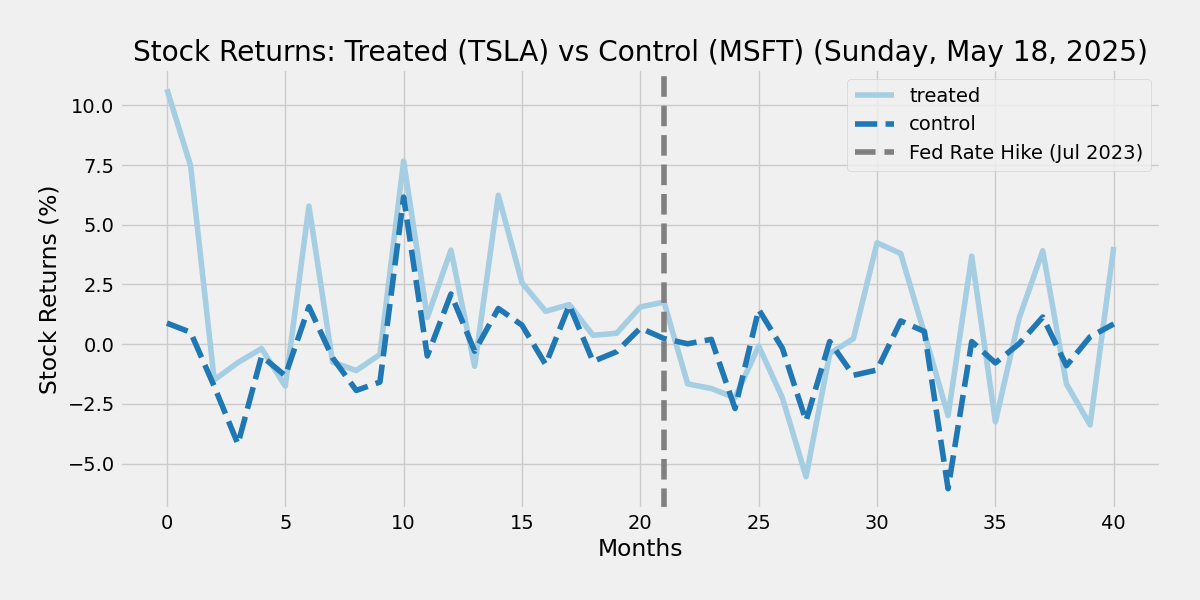 Stock Returns: Treated (TSLA) vs Control (MSFT) (Sunday, May 18, 2025)
treated
control
Fed Rate Hike (Jul 2023)
Stock Returns (%)
10.0
7.5
5.0
2.5
0.0
−2.5
−5.0
0 5 10 15 20 25 30 35 40
Months